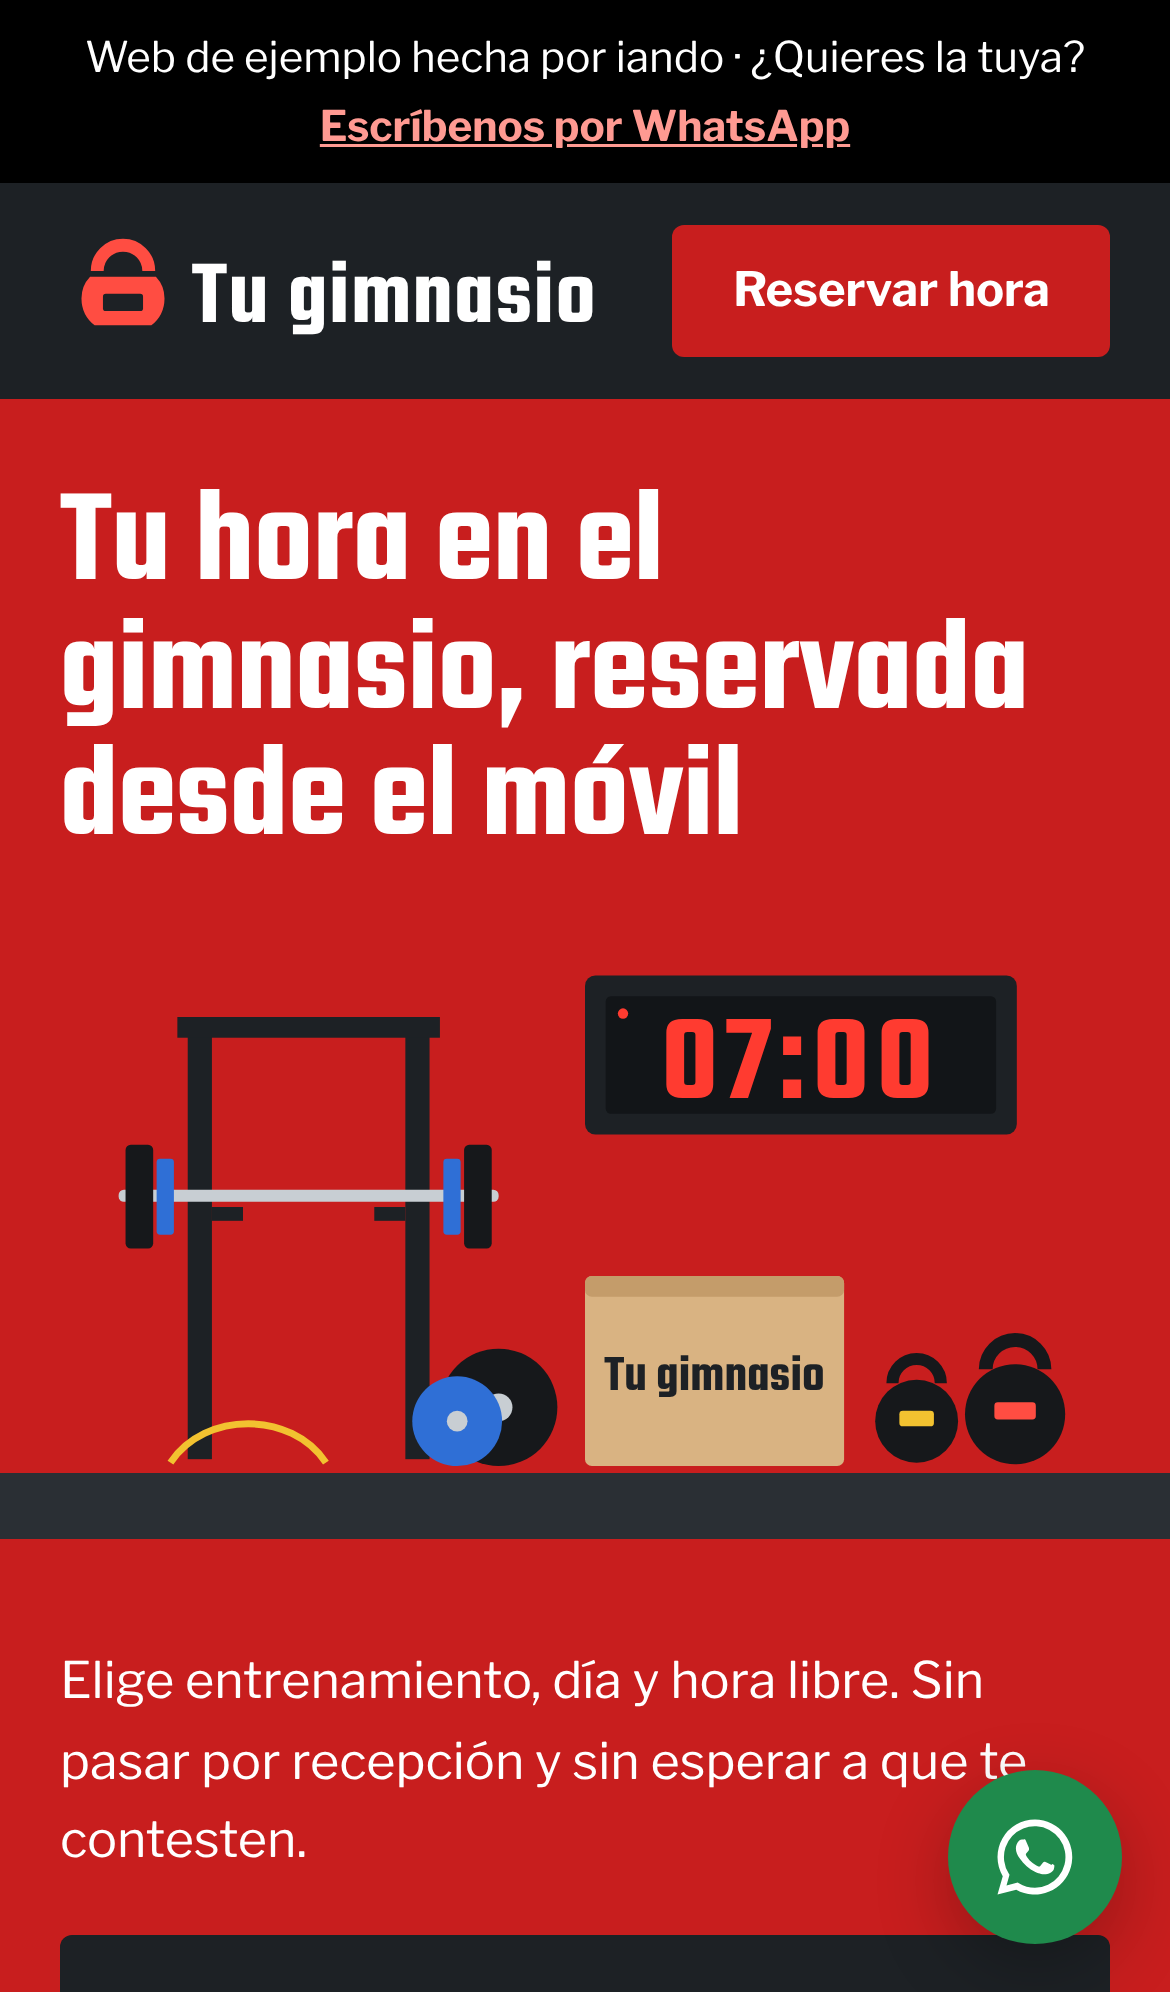 Web de ejemplo hecha por iando · ¿Quieres la tuya?
Escríbenos por WhatsApp
Tu gimnasio
Reservar hora
Tu hora en el
gimnasio, reservada
desde el móvil
07:00
Tu gimnasio
Elige entrenamiento, día y hora libre. Sin
pasar por recepción y sin esperar a que te
contesten.